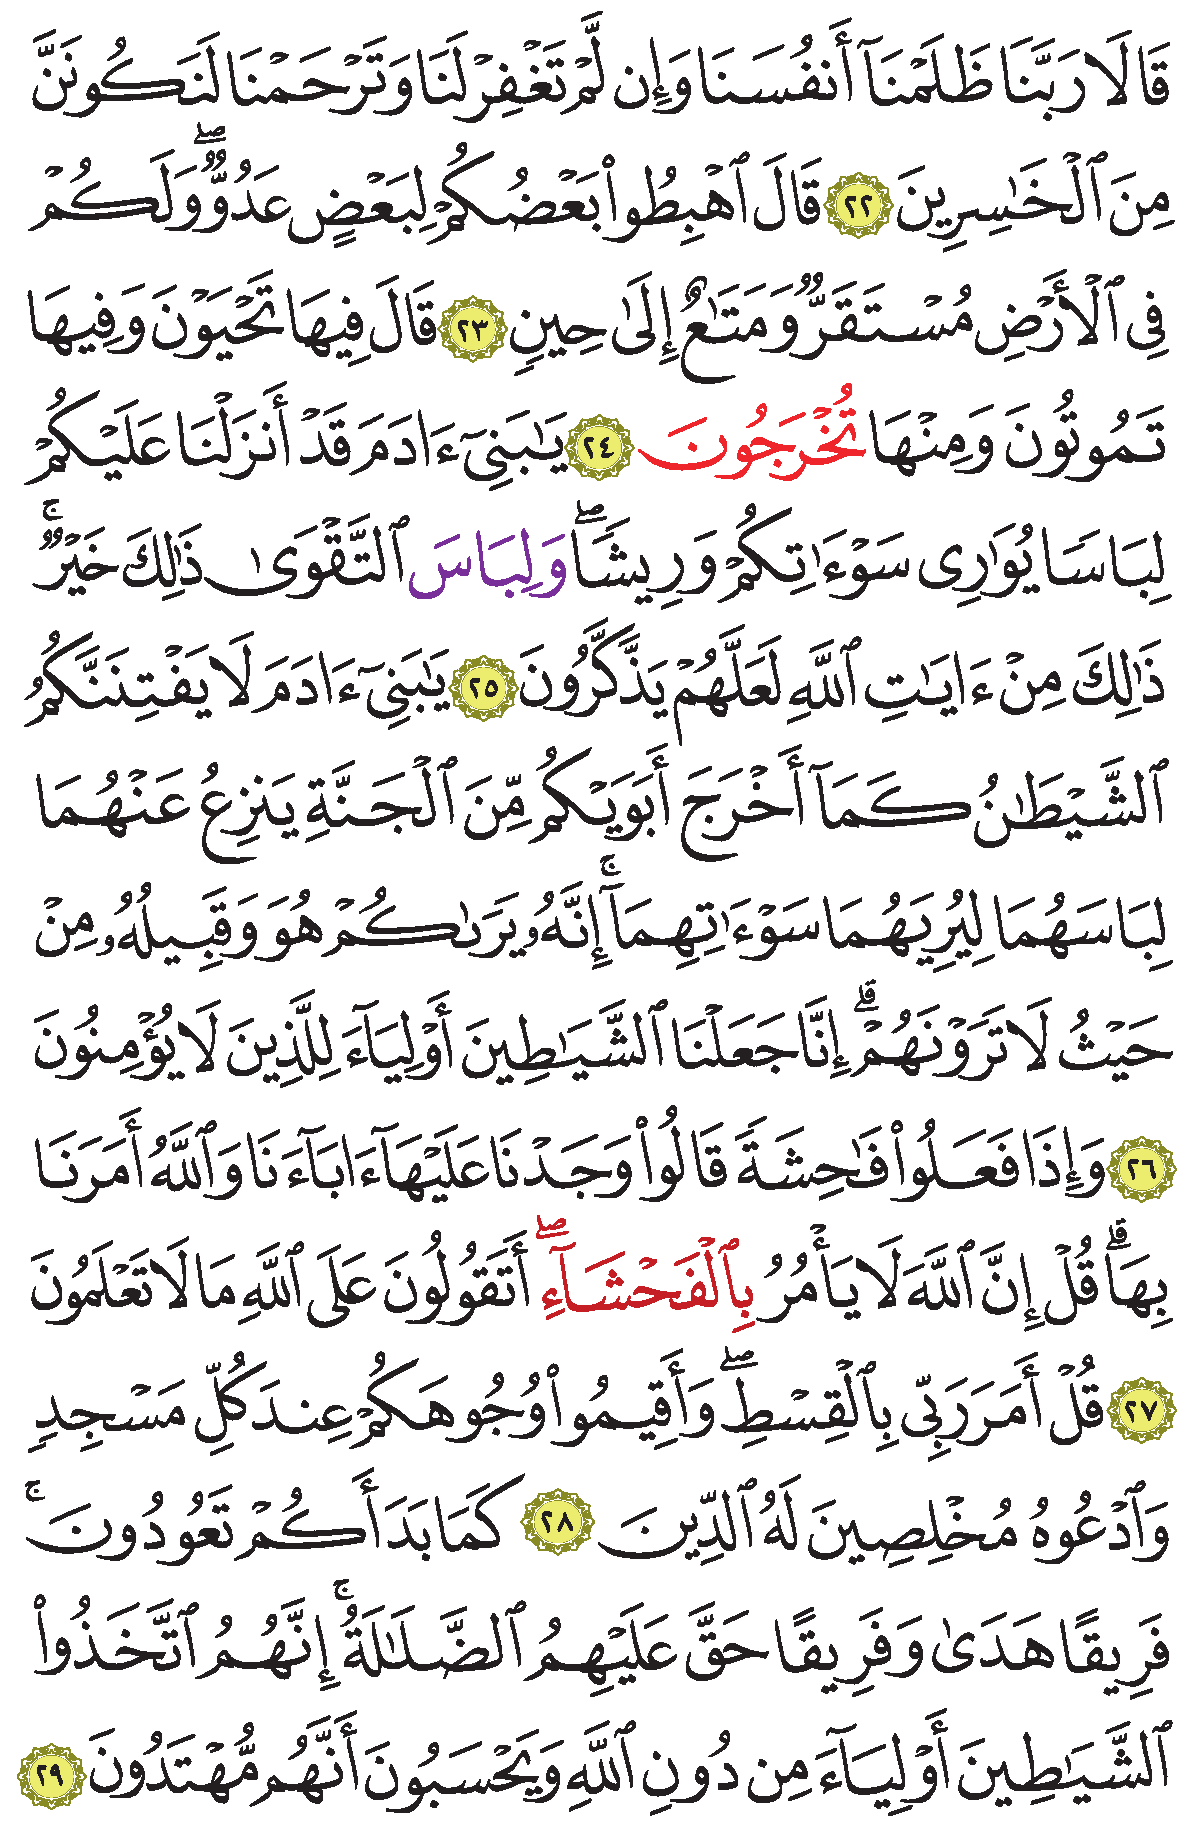 قَالَا رَبَّنَا ظَلَمْنَآ أَنفُسَنَا وَإِن لَّمْ تَغْفِرْ لَنَا وَتَرْحَمْنَا لَنَكُونَنَّ
مِنَ ٱلْخَٰسِرِينَ ٢٢ قَالَ ٱهْبِطُوا۟ بَعْضُكُمْ لِبَعْضٍ عَدُوٌّ ۖ وَلَكُمْ
فِى ٱلْأَرْضِ مُسْتَقَرٌّ وَمَتَٰعٌ إِلَىٰ حِينٍ ٢٣ قَالَ فِيهَا تَحْيَوْنَ وَفِيهَا
تَمُوتُونَ وَمِنْهَا تُخْرَجُونَ ٢٤ يَٰبَنِىٓ ءَادَمَ قَدْ أَنزَلْنَا عَلَيْكُمْ
لِبَاسًا يُوَٰرِى سَوْءَٰتِكُمْ وَرِيشًا ۖ وَلِبَاسَ ٱلتَّقْوَىٰ ذَٰلِكَ خَيْرٌ ۚ
ذَٰلِكَ مِنْ ءَايَٰتِ ٱللَّهِ لَعَلَّهُمْ يَذَّكَّرُونَ ٢٥ يَٰبَنِىٓ ءَادَمَ لَا يَفْتِنَنَّكُمُ
ٱلشَّيْطَٰنُ كَمَآ أَخْرَجَ أَبَوَيْكُم مِّنَ ٱلْجَنَّةِ يَنزِعُ عَنْهُمَا
لِبَاسَهُمَا لِيُرِيَهُمَا سَوْءَٰتِهِمَآ ۚ إِنَّهُۥ يَرَىٰكُمْ هُوَ وَقَبِيلُهُۥ مِنْ
حَيْثُ لَا تَرَوْنَهُمْ ۗ إِنَّا جَعَلْنَا ٱلشَّيَٰطِينَ أَوْلِيَآءَ لِلَّذِينَ لَا يُؤْمِنُونَ
٢٦ وَإِذَا فَعَلُوا۟ فَٰحِشَةً قَالُوا۟ وَجَدْنَا عَلَيْهَآ ءَابَآءَنَا وَٱللَّهُ أَمَرَنَا
بِهَا ۗ قُلْ إِنَّ ٱللَّهَ لَا يَأْمُرُ بِٱلْفَحْشَآءِ ۖ أَتَقُولُونَ عَلَى ٱللَّهِ مَا لَا تَعْلَمُونَ
٢٧ قُلْ أَمَرَ رَبِّى بِٱلْقِسْطِ ۖ وَأَقِيمُوا۟ وُجُوهَكُمْ عِندَ كُلِّ مَسْجِدٍ
وَٱدْعُوهُ مُخْلِصِينَ لَهُ ٱلدِّينَ ٢٨ كَمَا بَدَأَكُمْ تَعُودُونَ ۚ
فَرِيقًا هَدَىٰ وَفَرِيقًا حَقَّ عَلَيْهِمُ ٱلضَّلَٰلَةُ ۚ إِنَّهُمُ ٱتَّخَذُوا۟
ٱلشَّيَٰطِينَ أَوْلِيَآءَ مِن دُونِ ٱللَّهِ وَيَحْسَبُونَ أَنَّهُم مُّهْتَدُونَ ٢٩